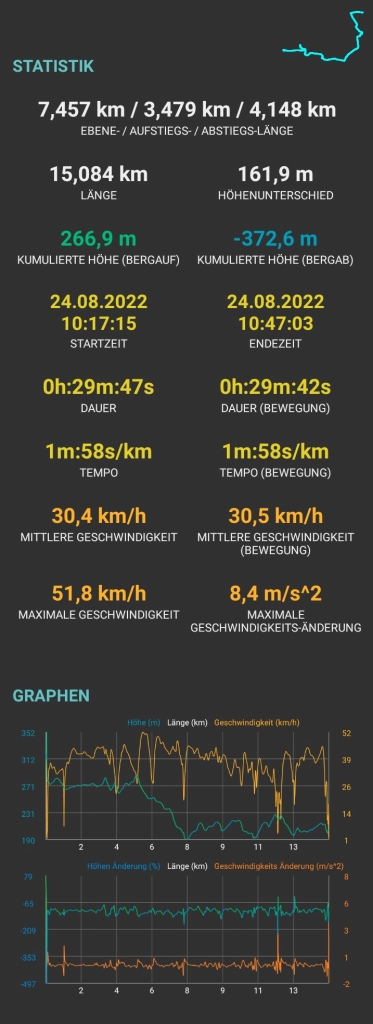 STATISTIK
7,457 km / 3,479 km / 4,148 km
EBENE- / AUFSTIEGS- / ABSTIEGS-LÄNGE
15,084 km
161,9 m
LÄNGE
HÖHENUNTERSCHIED
266,9 m
-372,6 m
KUMULIERTE HÖHE (BERGAUF)
KUMULIERTE HÖHE (BERGAB)
24.08.2022
10:17:15
24.08.2022
10:47:03
STARTZEIT
ENDEZEIT
0h:29m:47s
0h:29m:42s
DAUER
DAUER (BEWEGUNG)
1m:58s/km
1m:58s/km
TEMPO
TEMPO (BEWEGUNG)
30,4 km/h
30,5 km/h
MITTLERE GESCHWINDIGKEIT
MITTLERE GESCHWINDIGKEIT
(BEWEGUNG)
51,8 km/h
8,4 m/s^2
MAXIMALE GESCHWINDIGKEIT
MAXIMALE
GESCHWINDIGKEITS-ÄNDERUNG
GRAPHEN
Höhe (m) Länge (km) Geschwindigkeit (km/h)
352 52
312 39
271 26
231 14
190 1
2 4 6 8 9 11 13
Höhen Änderung (%) Länge (km) Geschwindigkeits Änderung (m/s^2)
79 8
-65 6
-209 3
-353 1
-497 -2
2 4 6 8 9 11 13